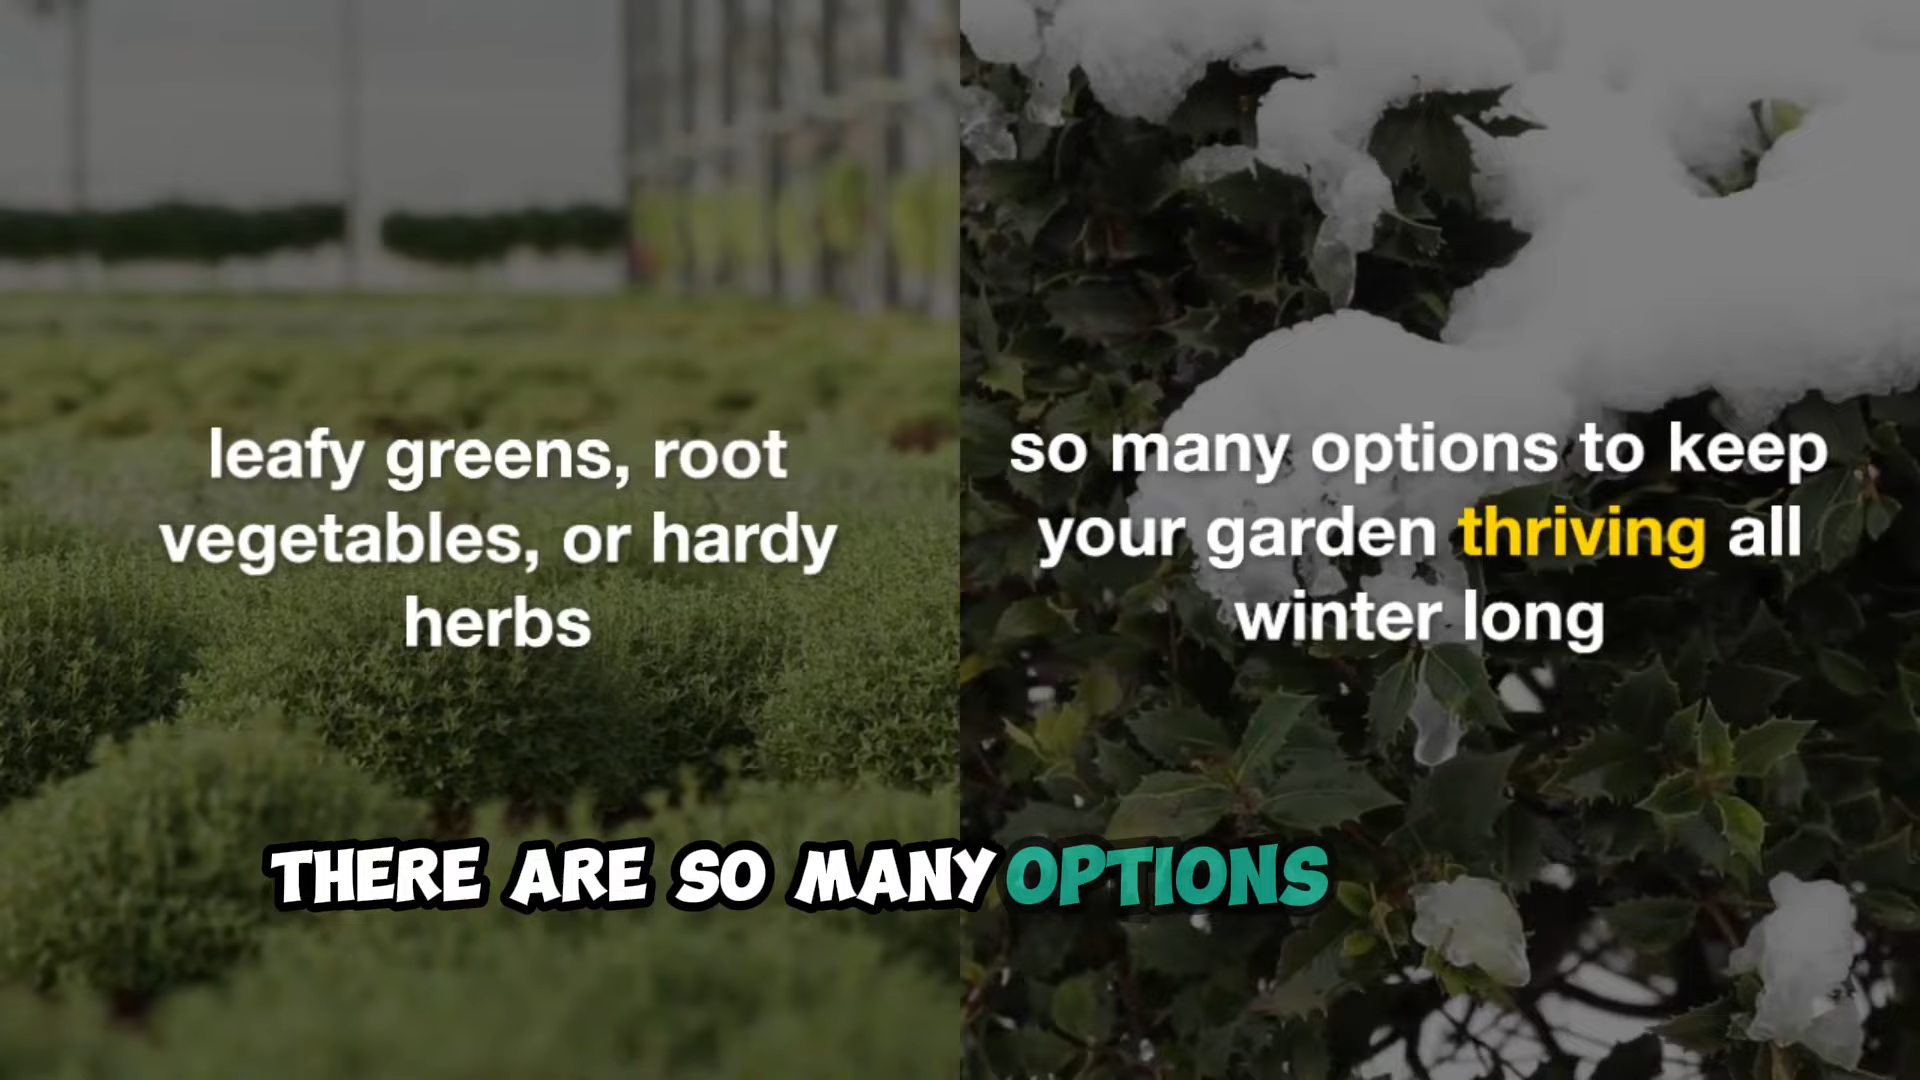 leafy greens, root
vegetables, or hardy
herbs
so many options to keep
your garden thriving all
winter long
THERE ARE SO MANY OPTIONS